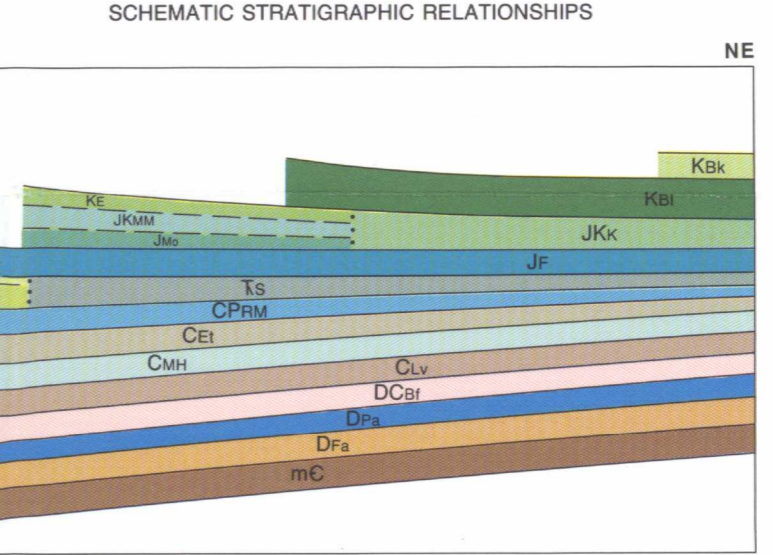 SCHEMATIC STRATIGRAPHIC RELATIONSHIPS
NE
KBk
KE
KBl
JKMM
JKK
JMo
JF
TRS
CPRM
CEt
CMH
CLv
DCBf
DPa
DFa
mЄ